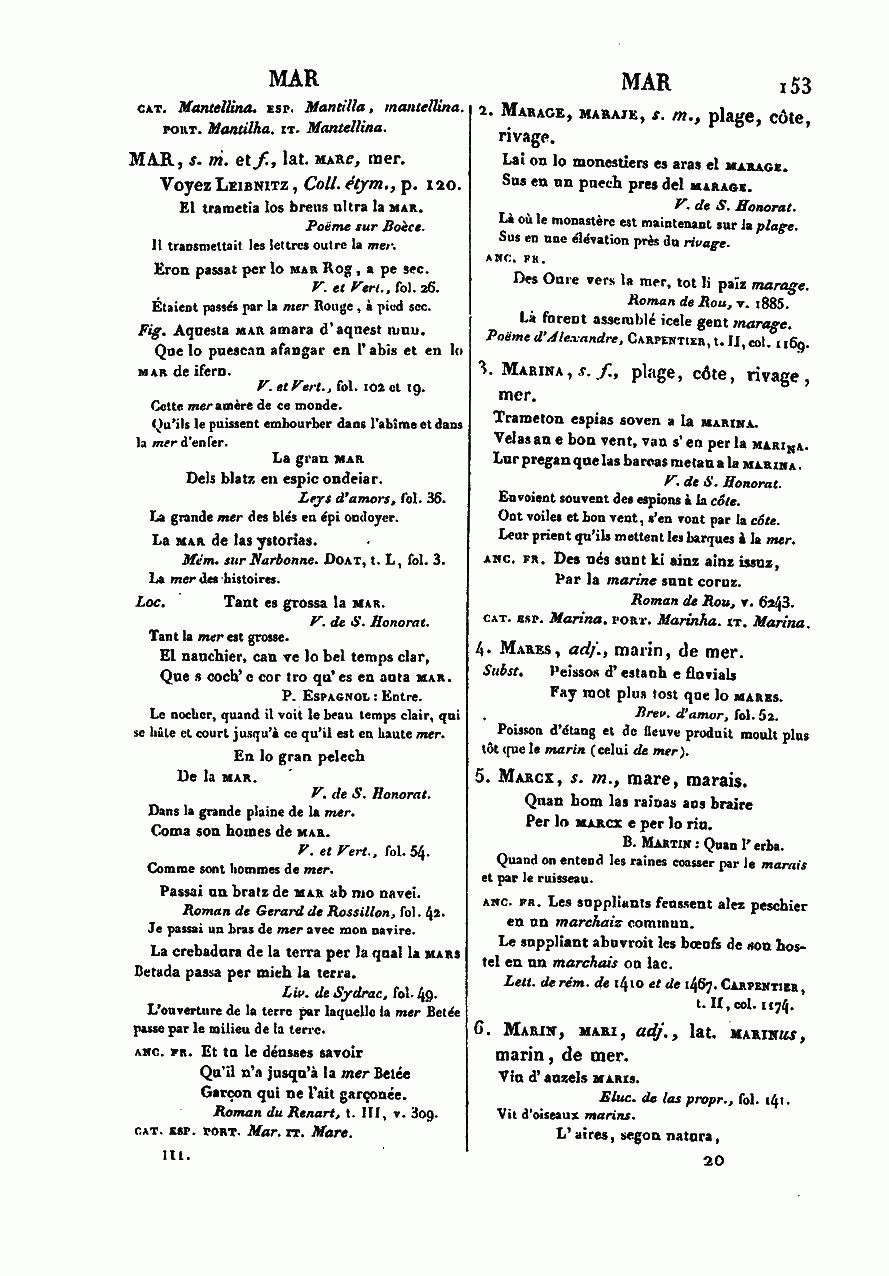 MAR
MAR 153
CAT. Mantellina. ESP. Mantilla, mantellina.
PORT. Mantilha. IT. Mantellina.
MAR, s. m. et f., lat. MARe, mer.
Voyez LEIBNITZ, Coll. étym., p. 120.
El trametia los breus ultra la MAR.
Poëme sur Boèce.
Il transmettait les lettres outre la mer.
Eron passat per lo MAR Rog, a pe sec.
V. et Vert., fol. 26.
Étaient passés par la mer Rouge, à pied sec.
Fig. Aquesta MAR amara d'aquest mun.
Que lo puescan afangar en l'abis et en lo
MAR de ifern.
V. et Vert., fol. 102 et 19.
Cette mer amère de ce monde.
Qu'ils le puissent embourber dans l'abîme et dans
la mer d'enfer.
La gran MAR
Dels blatz en espic ondeiar.
Leys d'amors, fol. 36.
La grande mer des blés en épi ondoyer.
La MAR de las ystorias.
Mém. sur Narbonne. DOAT, t. L, fol. 3.
La mer des histoires.
Loc. Tant es grossa la MAR.
V. de S. Honorat.
Tant la mer est grosse.
El nauchier, can ve lo bel temps clar,
Que s coch' e cor tro qu'es en auta MAR.
P. ESPAGNOL : Entre.
Le nocher, quand il voit le beau temps clair, qui
se hâte et court jusqu'à ce qu'il est en haute mer.
En lo gran pelech
De la MAR.
V. de S. Honorat.
Dans la grande plaine de la mer.
Coma son homes de MAR.
V. et Vert., fol. 54.
Comme sont hommes de mer.
Passai un bratz de MAR ab mo navei.
Roman de Gerard de Rossillon, fol. 42.
Je passai un bras de mer avec mon navire.
La crebadura de la terra per la qual la MARS
Betada passa per mieh la terra.
Liv. de Sydrac, fol. 49.
L'ouverture de la terre par laquelle la mer Betée
passe par le milieu de la terre.
ANC. FR. Et tu le déusses savoir
Qu'il n'a jusqu'à la mer Betée
Garçon qui ne l'ait garçonée.
Roman du Renart, t. III, v. 309.
CAT. ESP. PORT. Mar. IT. Mare.
III.
2. MARAGE, MARAJE, s. m., plage, côte,
rivage.
Lai on lo monestiers es aras el MARAGE.
Sus en un puech pres del MARAGE.
V. de S. Honorat.
Là où le monastère est maintenant sur la plage.
Sus en une élévation près du rivage.
ANC. FR.
Des Oure vers la mer, tot li païz marage.
Roman de Rou, v. 1885.
Là furent assemblé icele gent marage.
Poëme d'Alexandre, CARPENTIER, t. II, col. 1169.
3. MARINA, s. f., plage, côte, rivage,
mer.
Trameton espias soven a la MARINA.
Velas an e bon vent, van s'en per la MARINA.
Lur pregan que las barcas metan a la MARINA.
V. de S. Honorat.
Envoient souvent des espions à la côte.
Ont voiles et bon vent, s'en vont par la côte.
Leur prient qu'ils mettent les barques à la mer.
ANC. FR. Des nés sunt ki ainz ainz issuz,
Par la marine sunt coruz.
Roman de Rou, v. 6243.
CAT. ESP. Marina. PORT. Marinha. IT. Marina.
4. MARES, adj., marin, de mer.
Subst. Peissos d'estanh e fluvials
Fay mot plus tost que lo MARES.
Brev. d'amor, fol. 52.
Poisson d'étang et de fleuve produit moult plus
tôt que le marin (celui de mer).
5. MARCX, s. m., mare, marais.
Quan hom las rainas aus braire
Per lo MARCX e per lo riu.
B. MARTIN : Quan l'erba.
Quand on entend les raines coasser par le marais
et par le ruisseau.
ANC. FR. Les suppliants feussent alez peschier
en un marchaiz commun.
Le suppliant abuvroit les bœufs de son hos-
tel en un marchais ou lac.
Lett. de rém. de 1410 et de 1467. CARPENTIER,
t. II, col. 1174.
6. MARIN, MARI, adj., lat. MARINus,
marin, de mer.
Viu d'auzels MARIS.
Eluc. de las propr., fol. 141.
Vit d'oiseaux marins.
L'aires, segon natura,
20